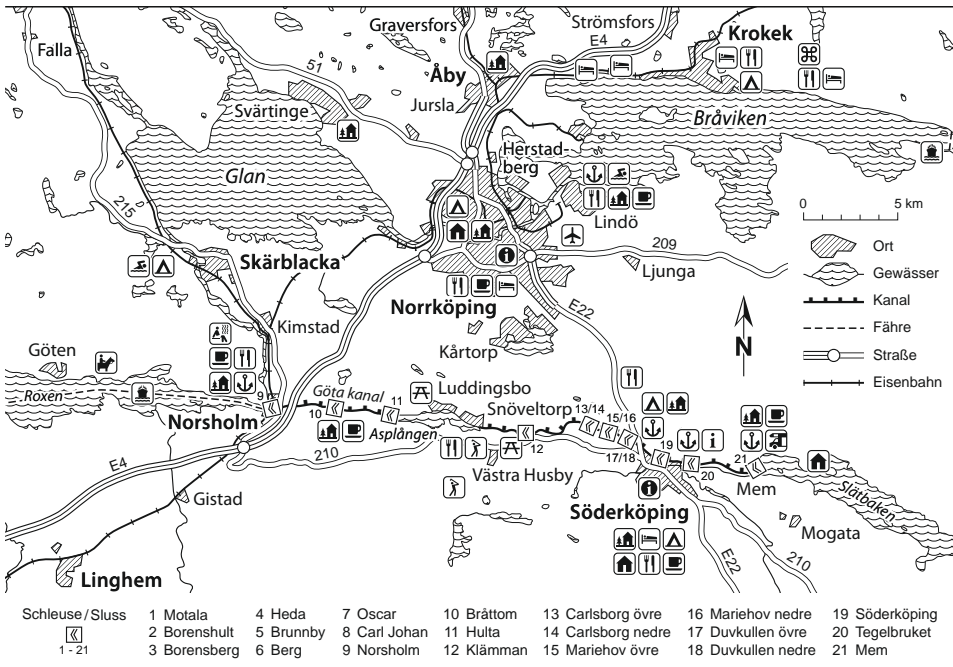 Graversfors
Strömsfors
Falla
E4
Krokek
51
Åby
Jursla
Svärtinge
Bråviken
Herstad-
berg
Glan
0 5 km
215
Lindö
Ort
209
Skärblacka
Ljunga
Gewässer
Norrköping
E22
Kanal
Kimstad
N
Fähre
Göten
Kårtorp
Straße
Eisenbahn
Roxen
9
Göta kanal
11
Luddingsbo
10
Snöveltorp
13/14
15/16
Norsholm
Asplången
12
17/18
19
20
21
210
E4
Västra Husby
Mem
Slätbaken
Gistad
Söderköping
Mogata
E22
210
Linghem
Schleuse/Sluss
1 - 21
1 Motala
2 Borenshult
3 Borensberg
4 Heda
5 Brunnby
6 Berg
7 Oscar
8 Carl Johan
9 Norsholm
10 Bråttom
11 Hulta
12 Klämman
13 Carlsborg övre
14 Carlsborg nedre
15 Mariehov övre
16 Mariehov nedre
17 Duvkullen övre
18 Duvkullen nedre
19 Söderköping
20 Tegelbruket
21 Mem